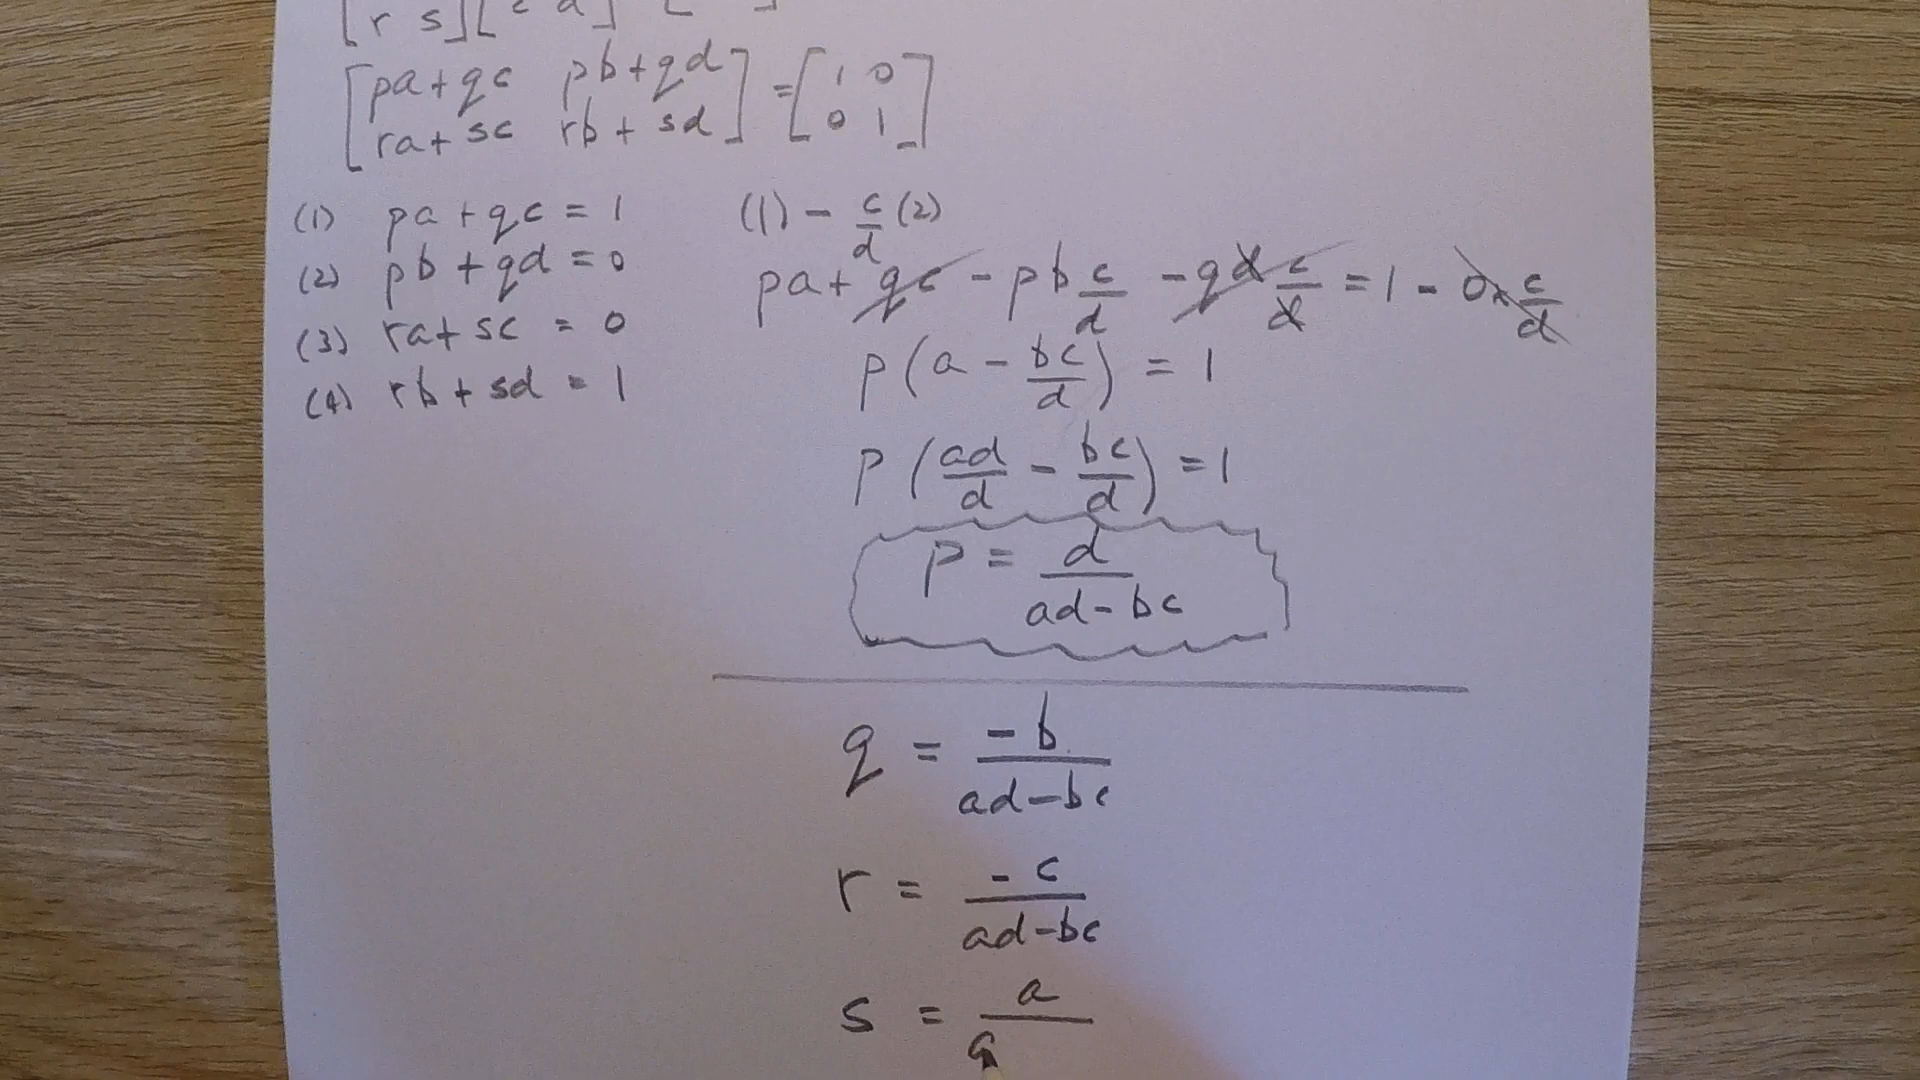 [r s][c d] [ ]
[pa+qc pb+qd] = [1 0]
[ra+sc rb+sd] [0 1]
(1) pa+qc = 1
(2) pb+qd = 0
(3) ra+sc = 0
(4) rb+sd = 1
(1) - c/d (2)
pa + qc - pb c/d - qd c/d = 1 - 0x c/d
p(a - bc/d) = 1
p(ad/d - bc/d) = 1
p = d/ad-bc
q = -b/ad-bc
r = -c/ad-bc
s = a/a